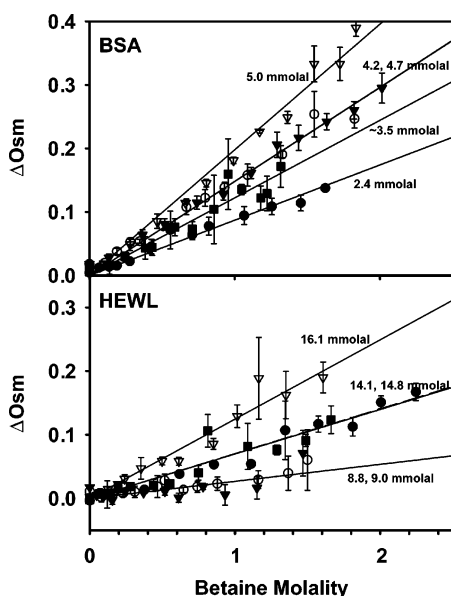 BSA
0.4
0.3
0.2
0.1
0.0
ΔOsm
5.0 mmolal
4.2, 4.7 mmolal
~3.5 mmolal
2.4 mmolal
HEWL
0.3
0.2
0.1
0.0
ΔOsm
16.1 mmolal
14.1, 14.8 mmolal
8.8, 9.0 mmolal
0
1
2
Betaine Molality